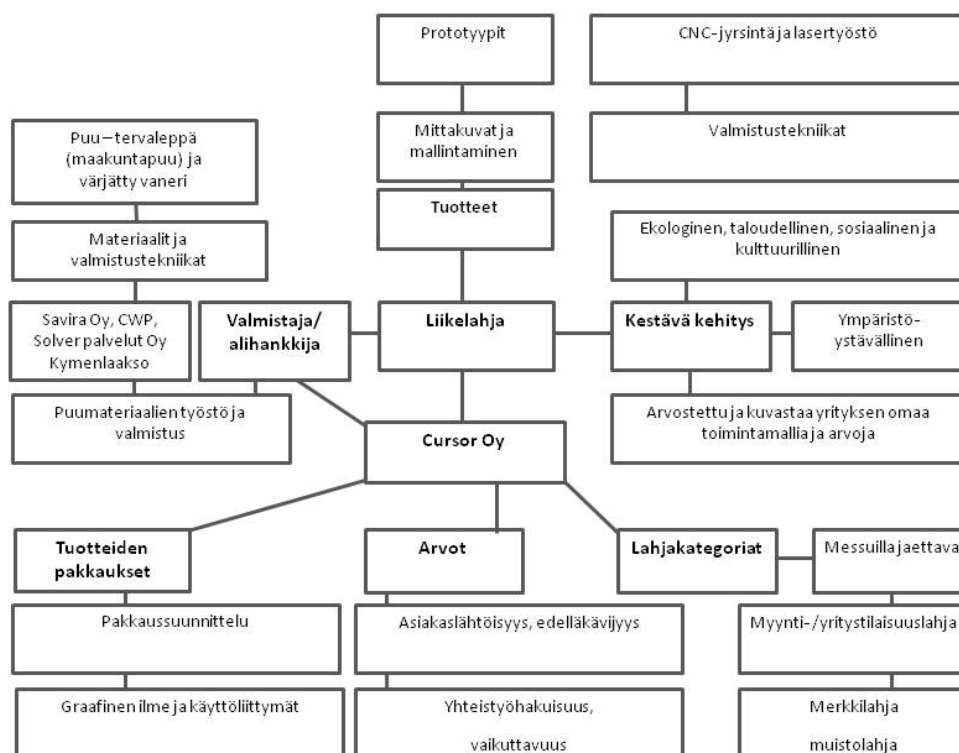 Prototyypit
CNC-jyrsintä ja lasertyöstö
Puu – tervaleppä
(maakuntapuu) ja
värjätty vaneri
Mittakuvat ja
mallintaminen
Valmistustekniikat
Tuotteet
Materiaalit ja
valmistustekniikat
Ekologinen, taloudellinen, sosiaalinen ja
kulttuurillinen
Savira Oy, CWP,
Solver palvelut Oy
Kymenlaakso
Valmistaja/
alihankkija
Liikelahja
Kestävä kehitys
Ympäristö-
ystävällinen
Puumateriaalien työstö ja
valmistus
Arvostettu ja kuvastaa yrityksen omaa
toimintamallia ja arvoja
Cursor Oy
Tuotteiden
pakkaukset
Arvot
Lahjakategoriat
Messuilla jaettava
Pakkaussuunnittelu
Asiakaslähtöisyys, edelläkävijyys
Myynti-/yritystilaisuuslahja
Graafinen ilme ja käyttöliittymät
Yhteistyöhakuisuus,
vaikuttavuus
Merkkilahja
muistolahja